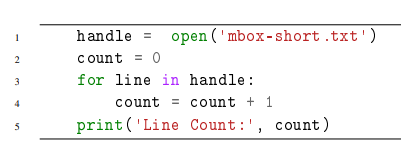 1 handle =  open('mbox-short.txt')
2 count = 0
3 for line in handle:
4     count = count + 1
5 print('Line Count:', count)